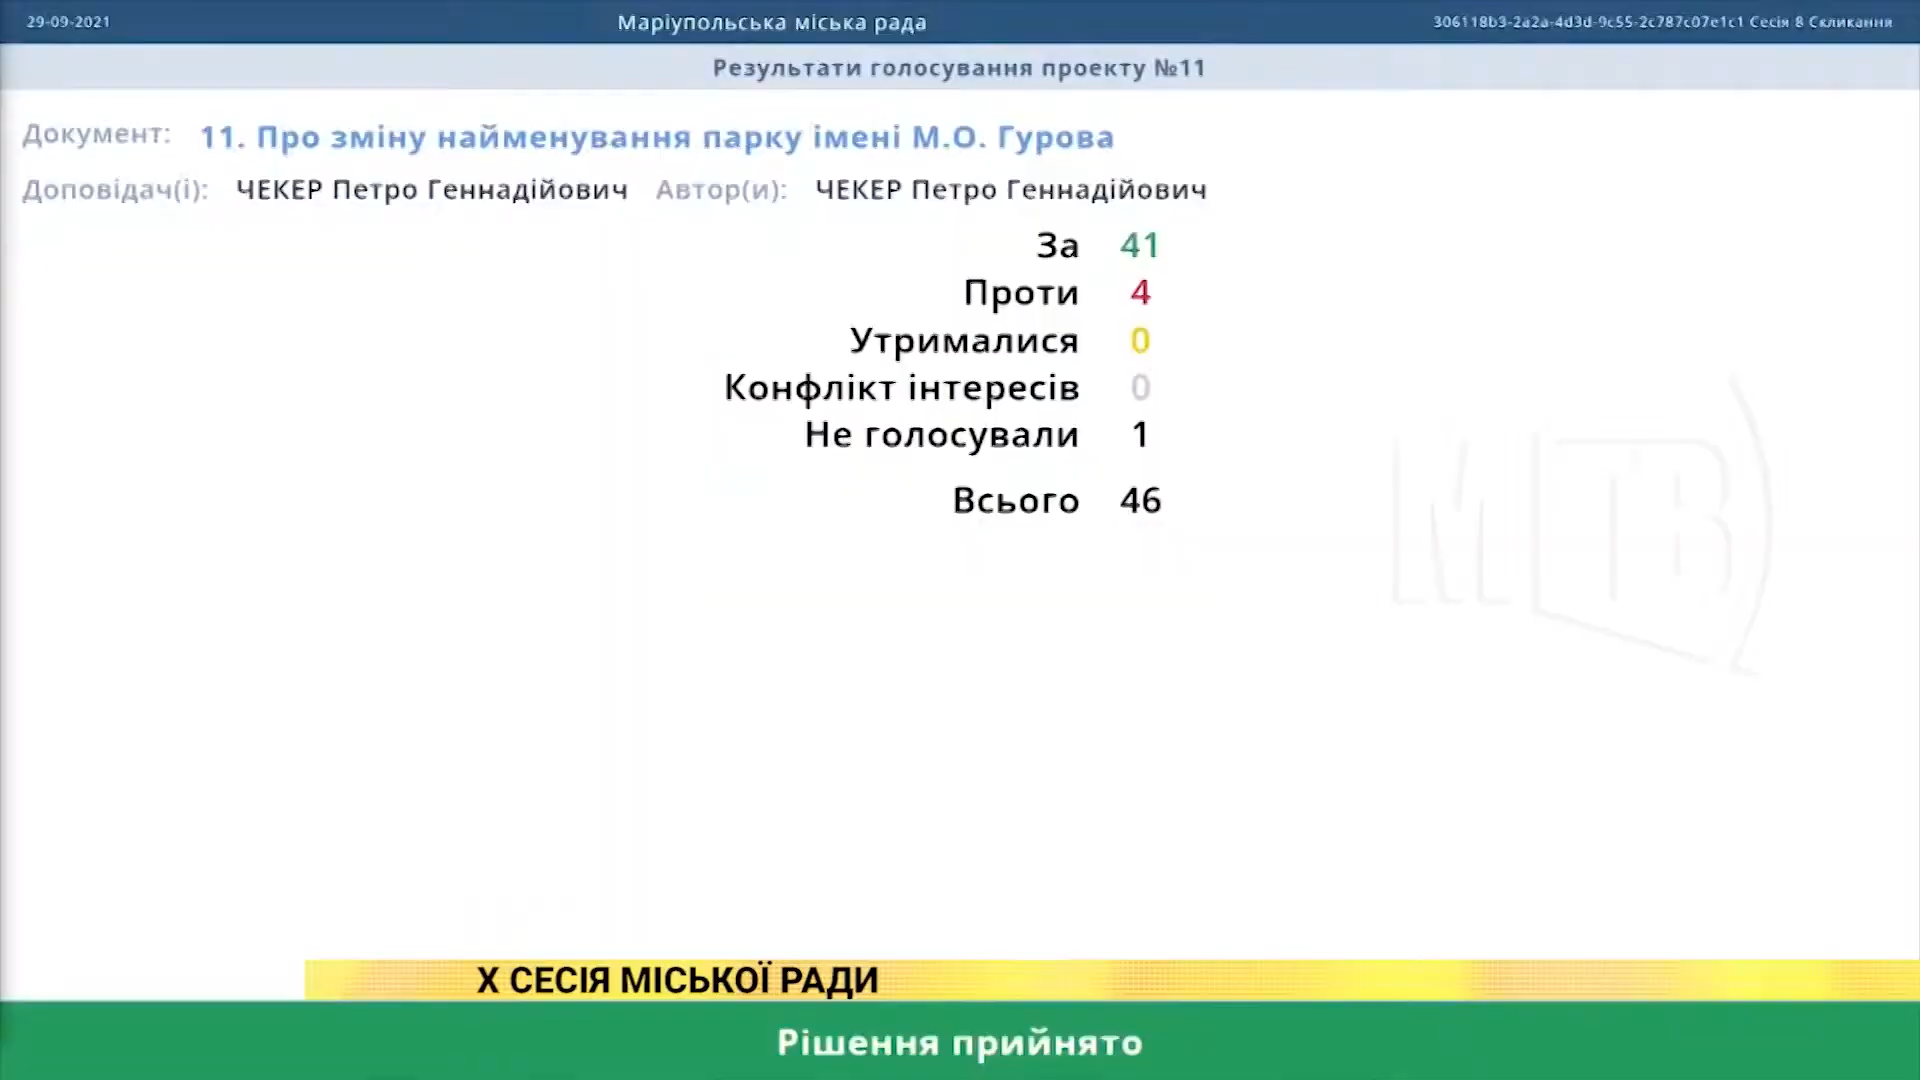 29-09-2021 Маріупольська міська рада 306118b3-2a2a-4d3d-9c55-2c787c07e1c1 Сесія 8 Скликання
Результати голосування проекту №11
Документ: 11. Про зміну найменування парку імені М.О. Гурова
Доповідач(і): ЧЕКЕР Петро Геннадійович Автор(и): ЧЕКЕР Петро Геннадійович
За 41
Проти 4
Утрималися 0
Конфлікт інтересів 0
Не голосували 1
Всього 46
МТВ
X СЕСІЯ МІСЬКОЇ РАДИ
Рішення прийнято